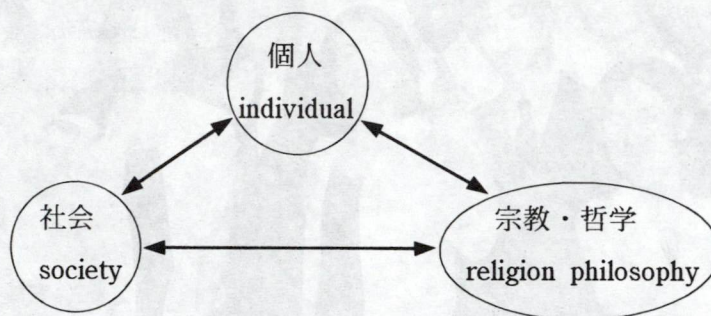 個人
individual
社会
society
宗教・哲学
religion philosophy